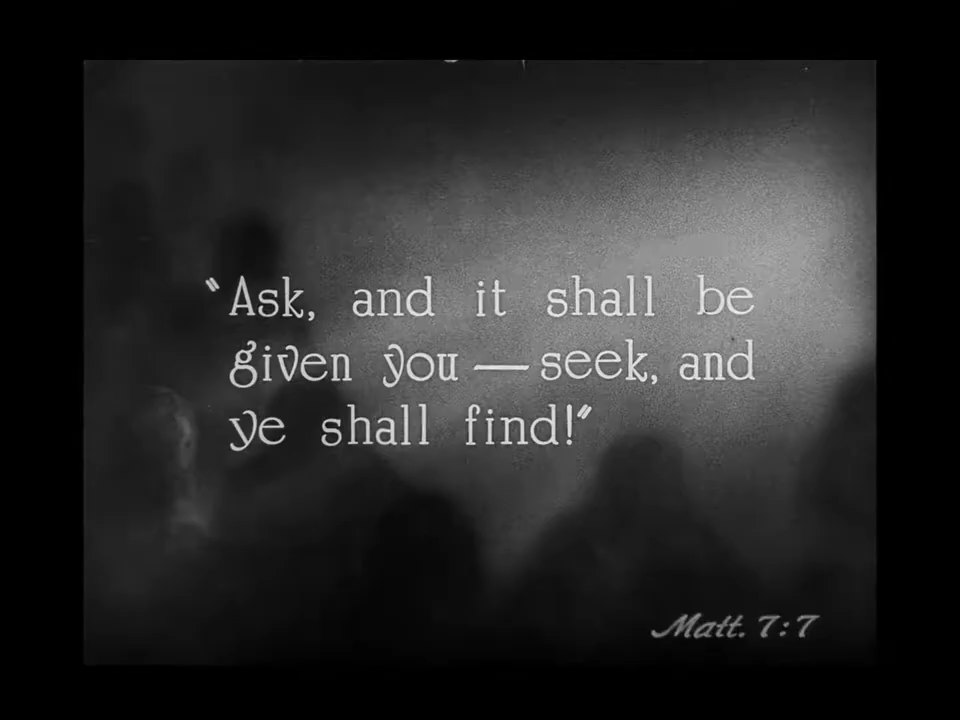 "Ask, and it shall be
given you — seek, and
ye shall find!"
Matt. 7:7